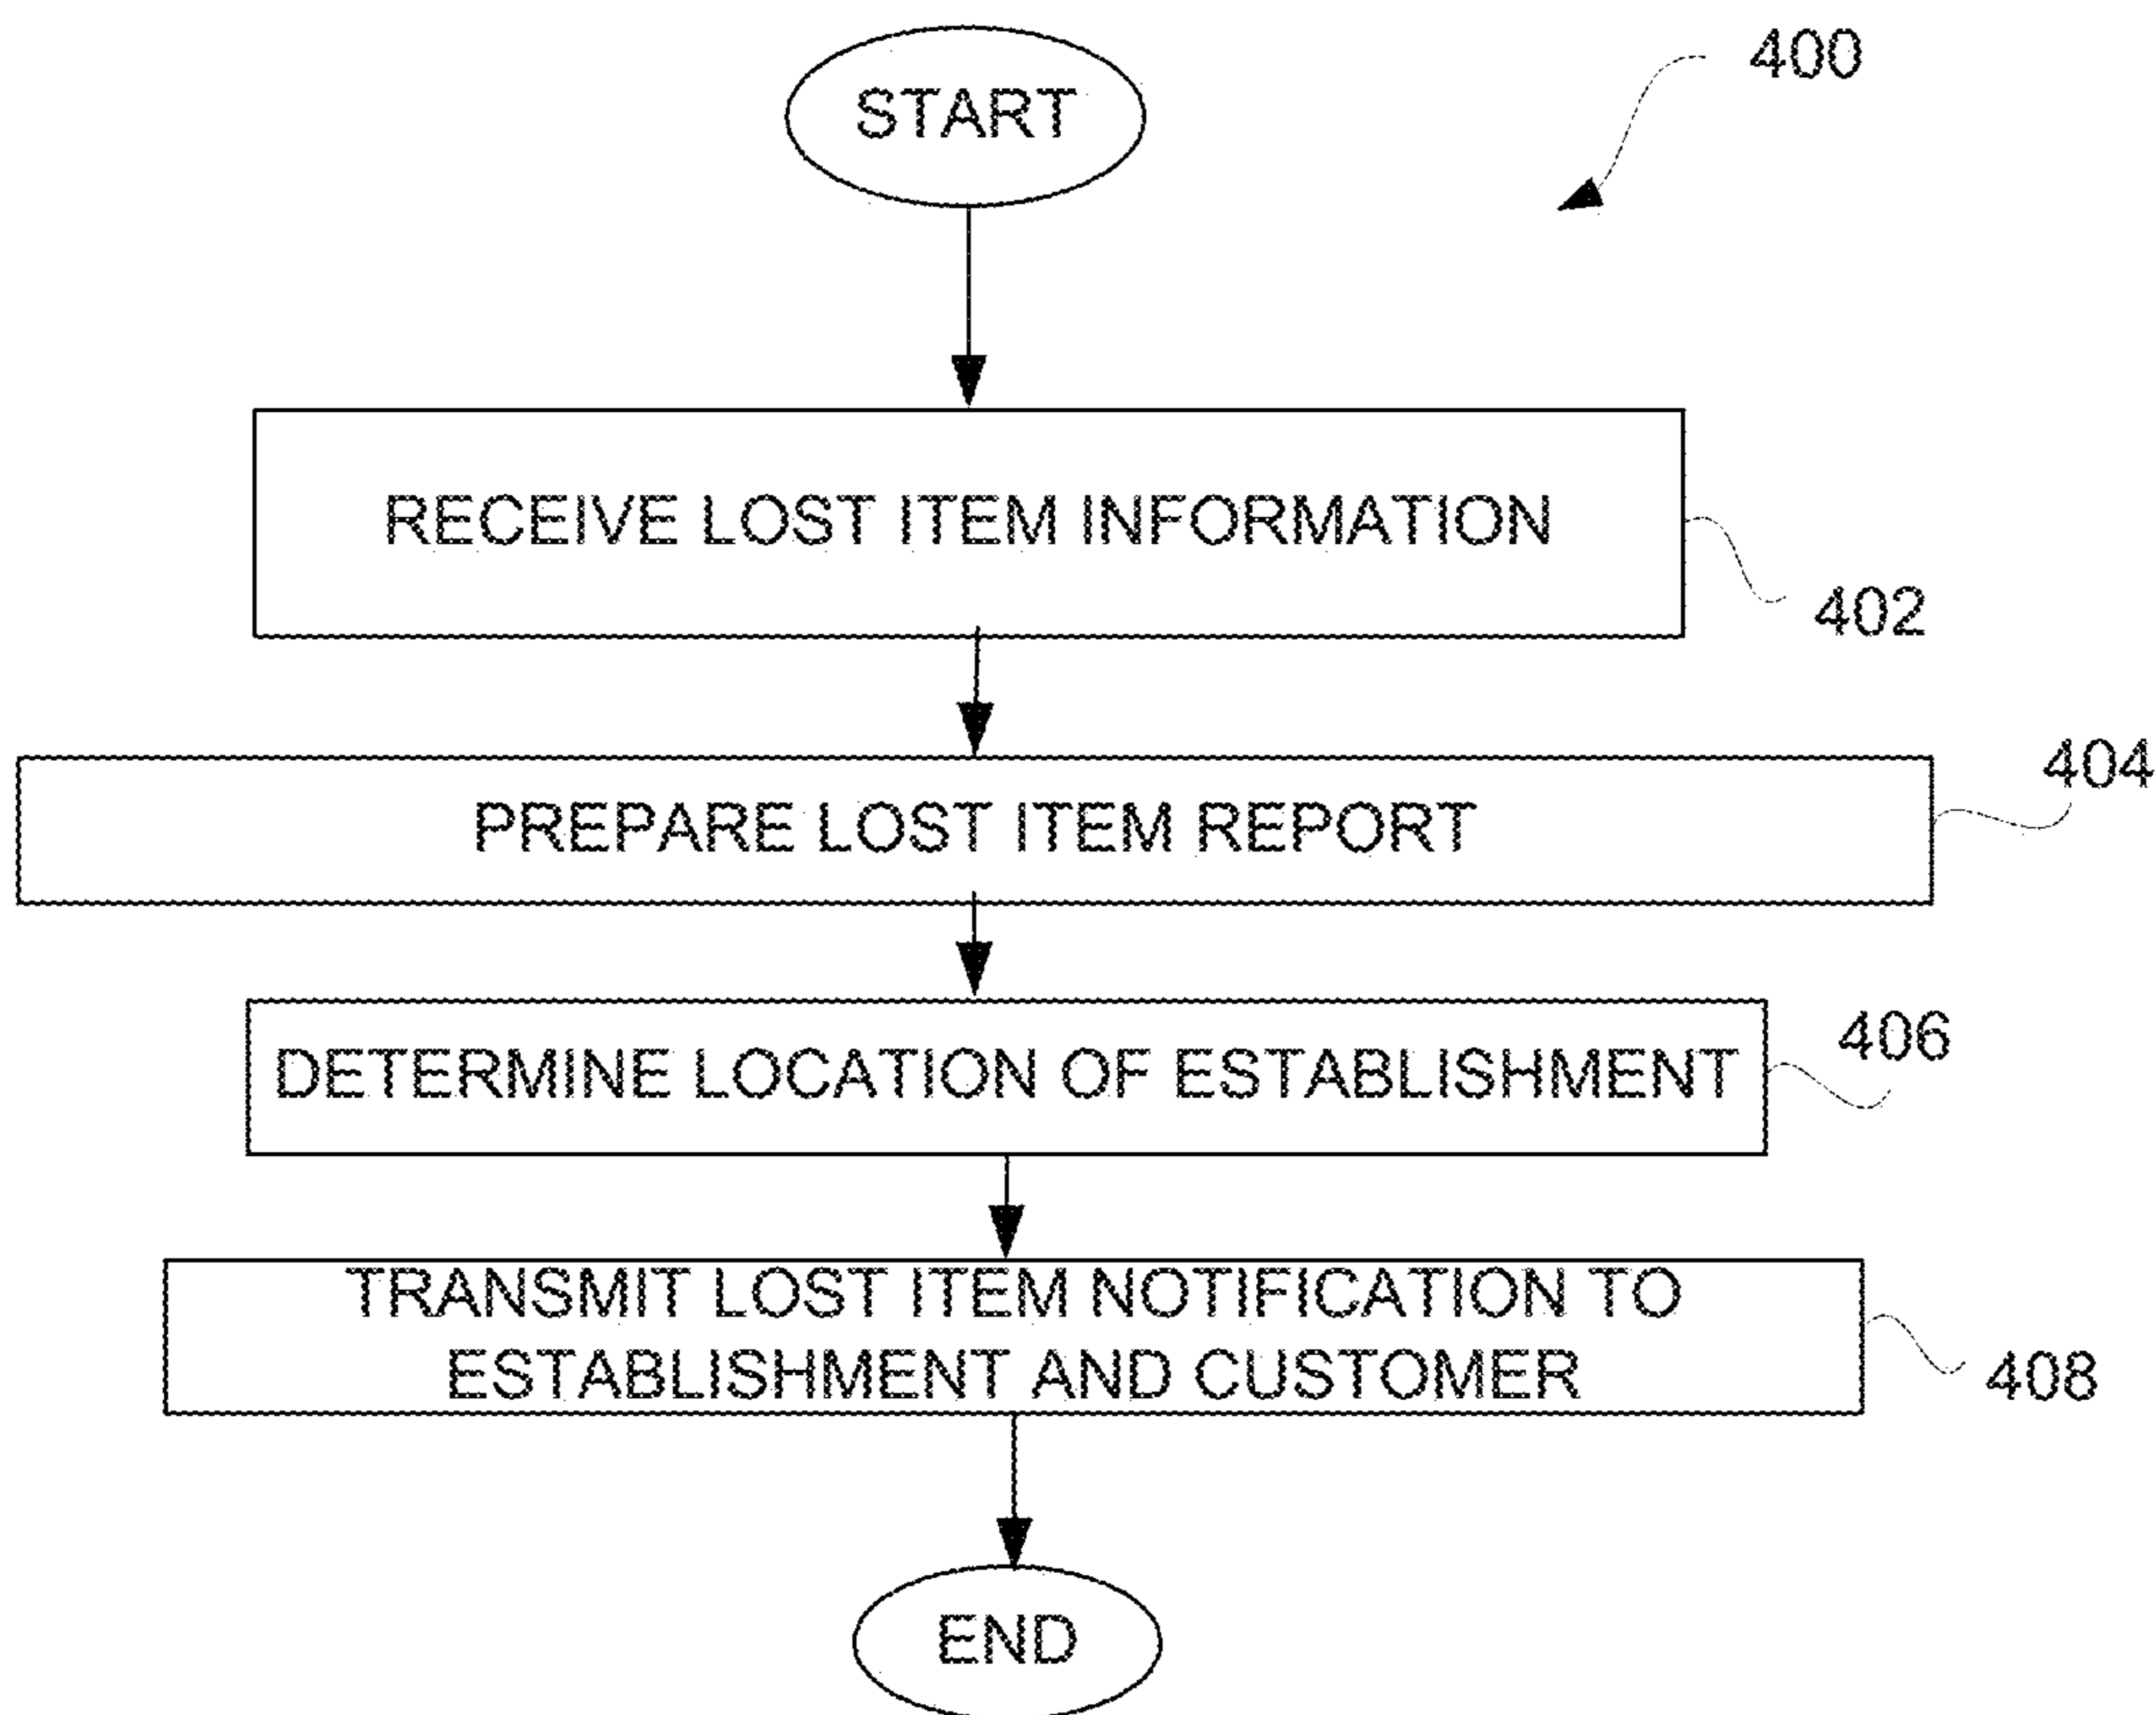 START
400
RECEIVE LOST ITEM INFORMATION
402
PREPARE LOST ITEM REPORT
404
DETERMINE LOCATION OF ESTABLISHMENT
406
TRANSMIT LOST ITEM NOTIFICATION TO
ESTABLISHMENT AND CUSTOMER
408
END